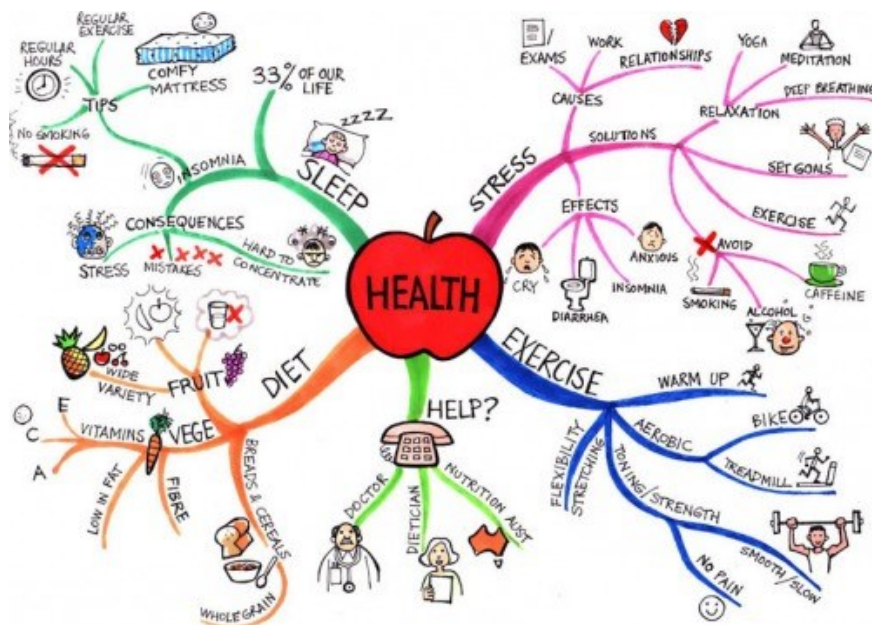 HEALTH
STRESS
CAUSES
EXAMS
WORK
RELATIONSHIPS
SOLUTIONS
RELAXATION
YOGA
MEDITATION
DEEP BREATHING
SET GOALS
EXERCISE
AVOID
SMOKING
ALCOHOL
CAFFEINE
EFFECTS
CRY
DIARRHEA
INSOMNIA
ANXIOUS
EXERCISE
WARM UP
AEROBIC
BIKE
TREADMILL
TONING/STRENGTH
SMOOTH/SLOW
NO PAIN
FLEXIBILITY
STRETCHING
HELP?
DOCTOR
DIETICIAN
NUTRITION AUST
DIET
FRUIT
WIDE
VARIETY
VEGE
VITAMINS
E
C
A
LOW IN FAT
FIBRE
BREADS & CEREALS
WHOLEGRAIN
SLEEP
ZZZZ
33% OF OUR
LIFE
INSOMNIA
TIPS
REGULAR
EXERCISE
REGULAR
HOURS
COMFY
MATTRESS
NO SMOKING
CONSEQUENCES
STRESS
MISTAKES
HARD TO
CONCENTRATE